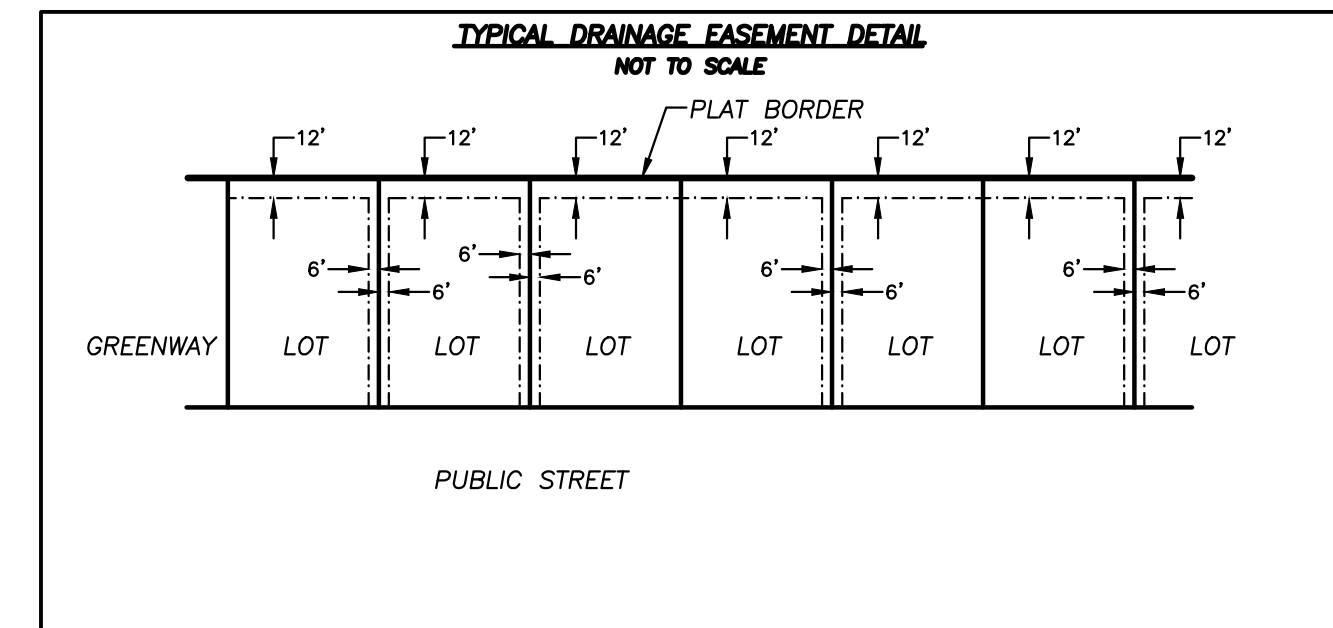 TYPICAL DRAINAGE EASEMENT DETAIL
NOT TO SCALE
PLAT BORDER
12' 12' 12' 12' 12' 12' 12'
6' 6' 6' 6'
6' 6' 6' 6'
GREENWAY LOT LOT LOT LOT LOT LOT LOT
PUBLIC STREET